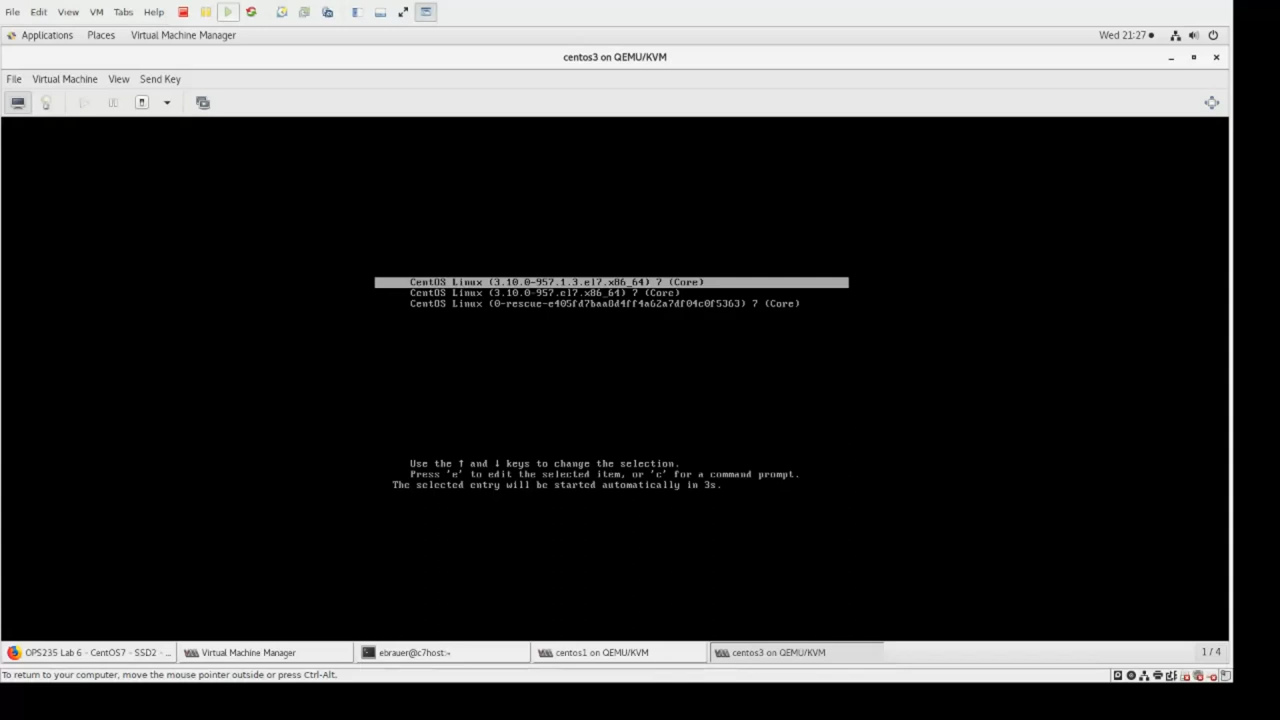 File Edit View VM Tabs Help
Applications Places Virtual Machine Manager Wed 21:27
centos3 on QEMU/KVM
File Virtual Machine View Send Key
CentOS Linux (3.10.0-957.1.3.el7.x86_64) 7 (Core)
CentOS Linux (3.10.0-957.el7.x86_64) 7 (Core)
CentOS Linux (0-rescue-e405fd7baa8d4ff4a62a7df04c0f5363) 7 (Core)
Use the ↑ and ↓ keys to change the selection.
Press 'e' to edit the selected item, or 'c' for a command prompt.
The selected entry will be started automatically in 3s.
OPS235 Lab 6 - CentOS7 - SSD2 - ... Virtual Machine Manager ebrauer@c7host:~ centos1 on QEMU/KVM centos3 on QEMU/KVM 1 / 4
To return to your computer, move the mouse pointer outside or press Ctrl-Alt.